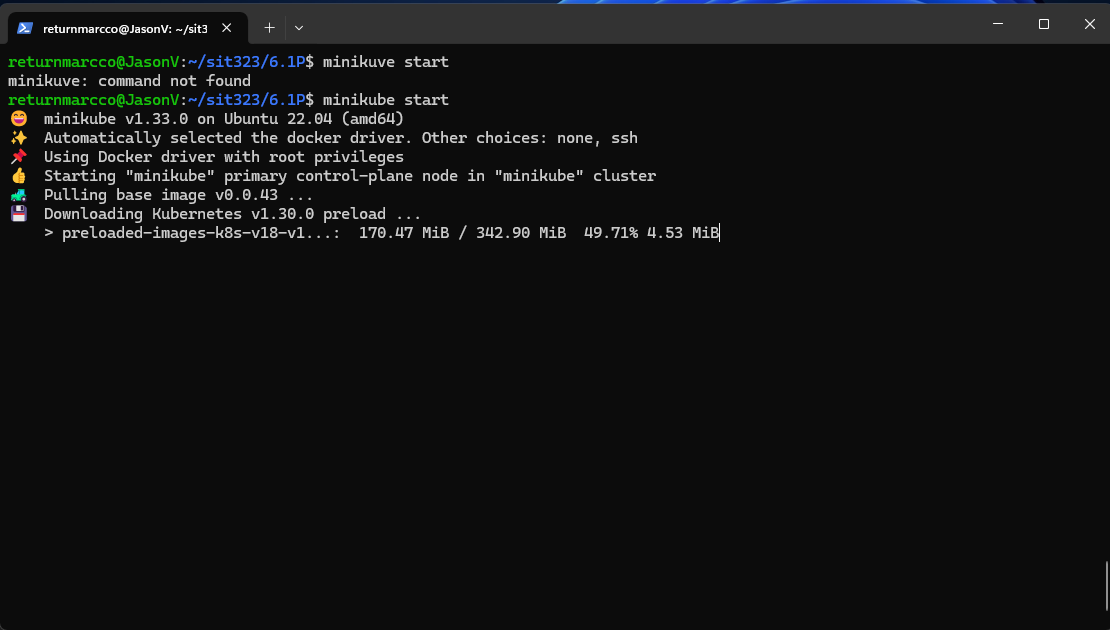 returnmarcco@JasonV: ~/sit3
returnmarcco@JasonV:~/sit323/6.1P$ minikuve start
minikuve: command not found
returnmarcco@JasonV:~/sit323/6.1P$ minikube start
😄 minikube v1.33.0 on Ubuntu 22.04 (amd64)
✨ Automatically selected the docker driver. Other choices: none, ssh
📌 Using Docker driver with root privileges
👍 Starting "minikube" primary control-plane node in "minikube" cluster
🚜 Pulling base image v0.0.43 ...
💾 Downloading Kubernetes v1.30.0 preload ...
> preloaded-images-k8s-v18-v1...: 170.47 MiB / 342.90 MiB 49.71% 4.53 MiB